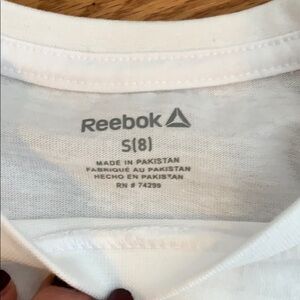 Reebok
S(8)
MADE IN PAKISTAN
FABRIQUÉ AU PAKISTAN
HECHO EN PAKISTAN
RN # 74299